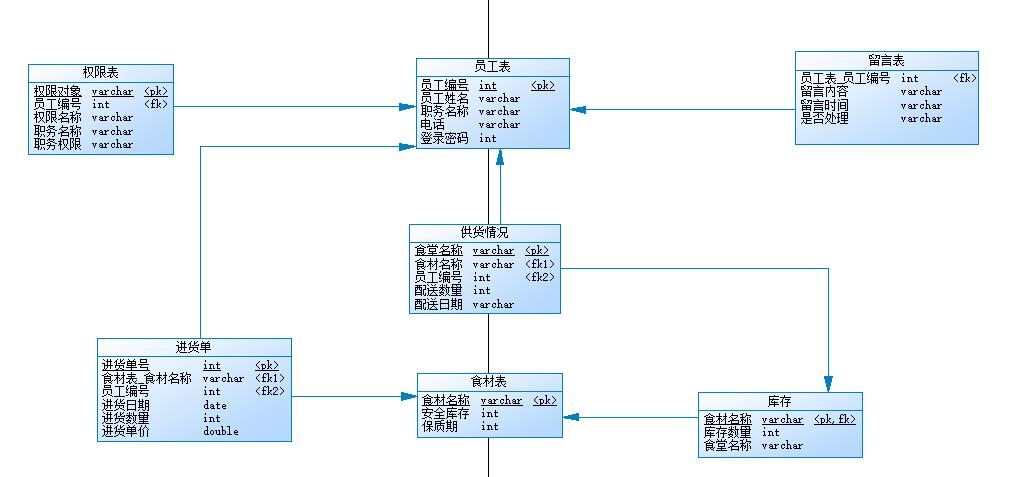 权限表
权限对象 varchar <pk>
员工编号 int <fk>
权限名称 varchar
职务名称 varchar
职务权限 varchar
员工表
员工编号 int <pk>
员工姓名 varchar
职务名称 varchar
电话 varchar
登录密码 int
留言表
员工表_员工编号 int <fk>
留言内容 varchar
留言时间 varchar
是否处理 varchar
供货情况
食堂名称 varchar <pk>
食材名称 varchar <fk1>
员工编号 int <fk2>
配送数量 int
配送日期 varchar
进货单
进货单号 int <pk>
食材表_食材名称 varchar <fk1>
员工编号 int <fk2>
进货日期 date
进货数量 int
进货单价 double
食材表
食材名称 varchar <pk>
安全库存 int
保质期 int
库存
食材名称 varchar <pk,fk>
库存数量 int
食堂名称 varchar